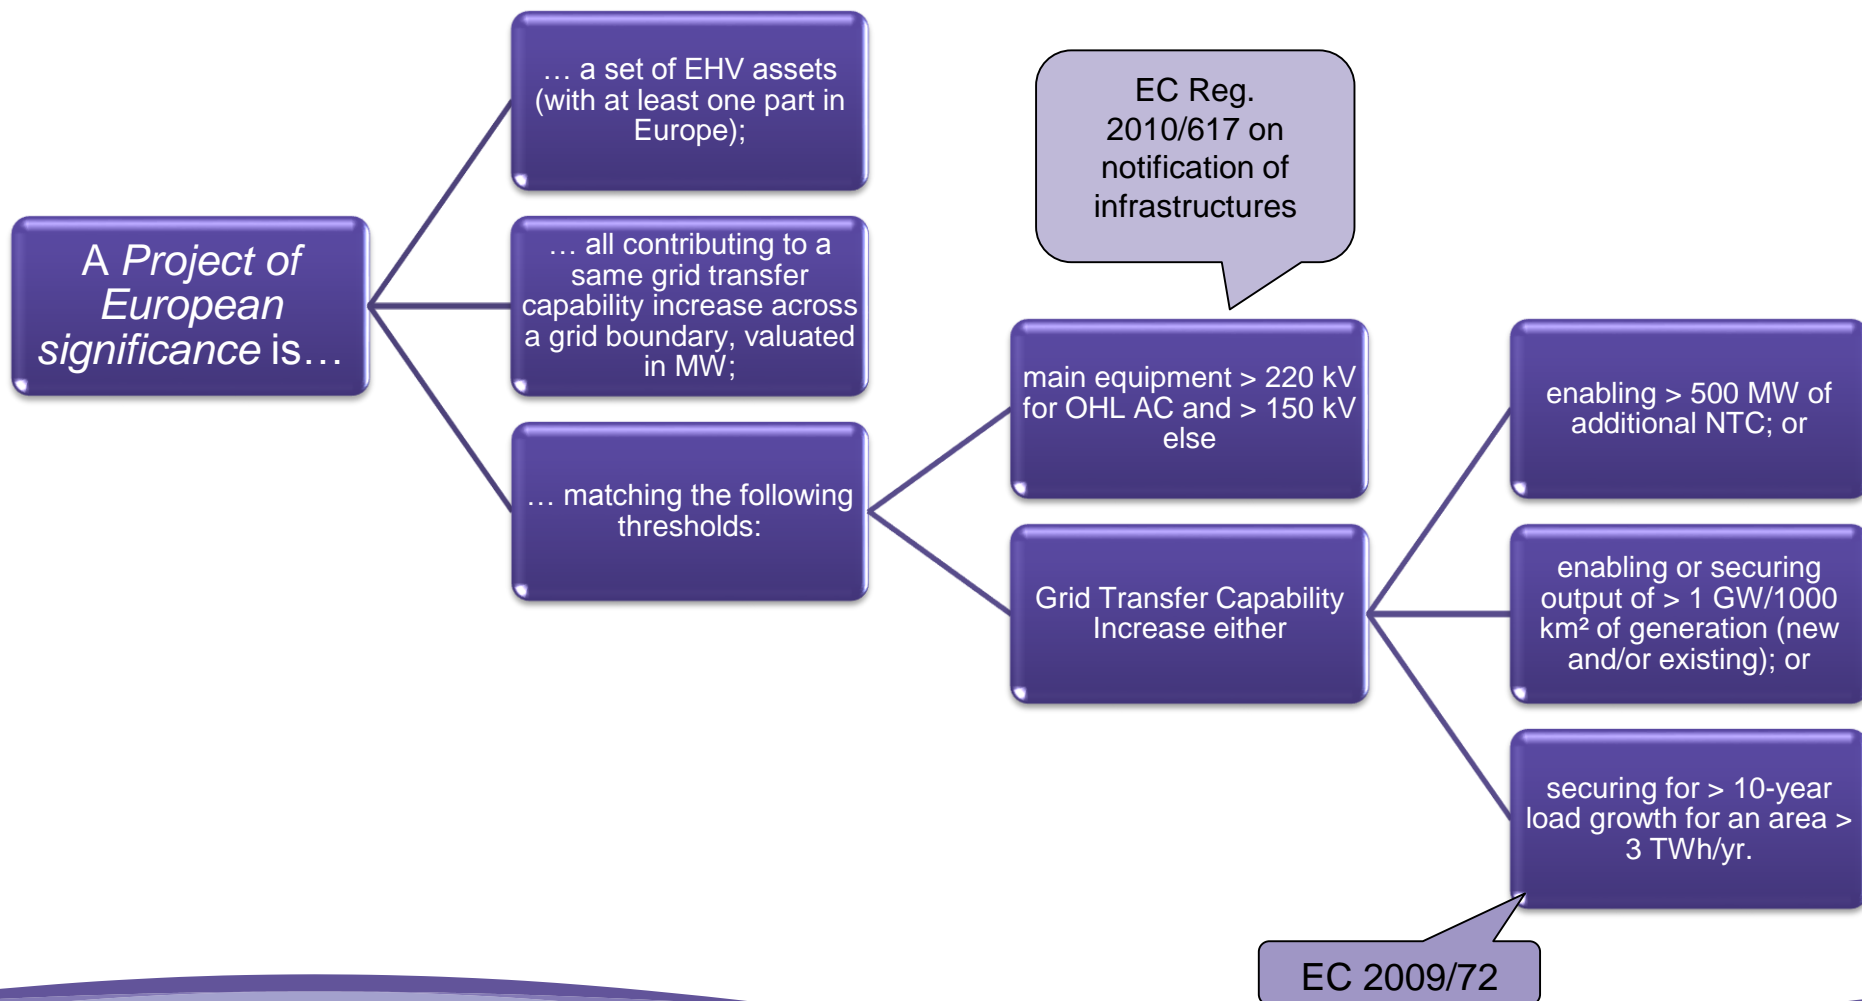 A Project of
European
significance is…
… a set of EHV assets
(with at least one part in
Europe);
… all contributing to a
same grid transfer
capability increase across
a grid boundary, valuated
in MW;
… matching the following
thresholds:
EC Reg.
2010/617 on
notification of
infrastructures
main equipment > 220 kV
for OHL AC and > 150 kV
else
Grid Transfer Capability
Increase either
enabling > 500 MW of
additional NTC; or
enabling or securing
output of > 1 GW/1000
km² of generation (new
and/or existing); or
securing for > 10-year
load growth for an area >
3 TWh/yr.
EC 2009/72